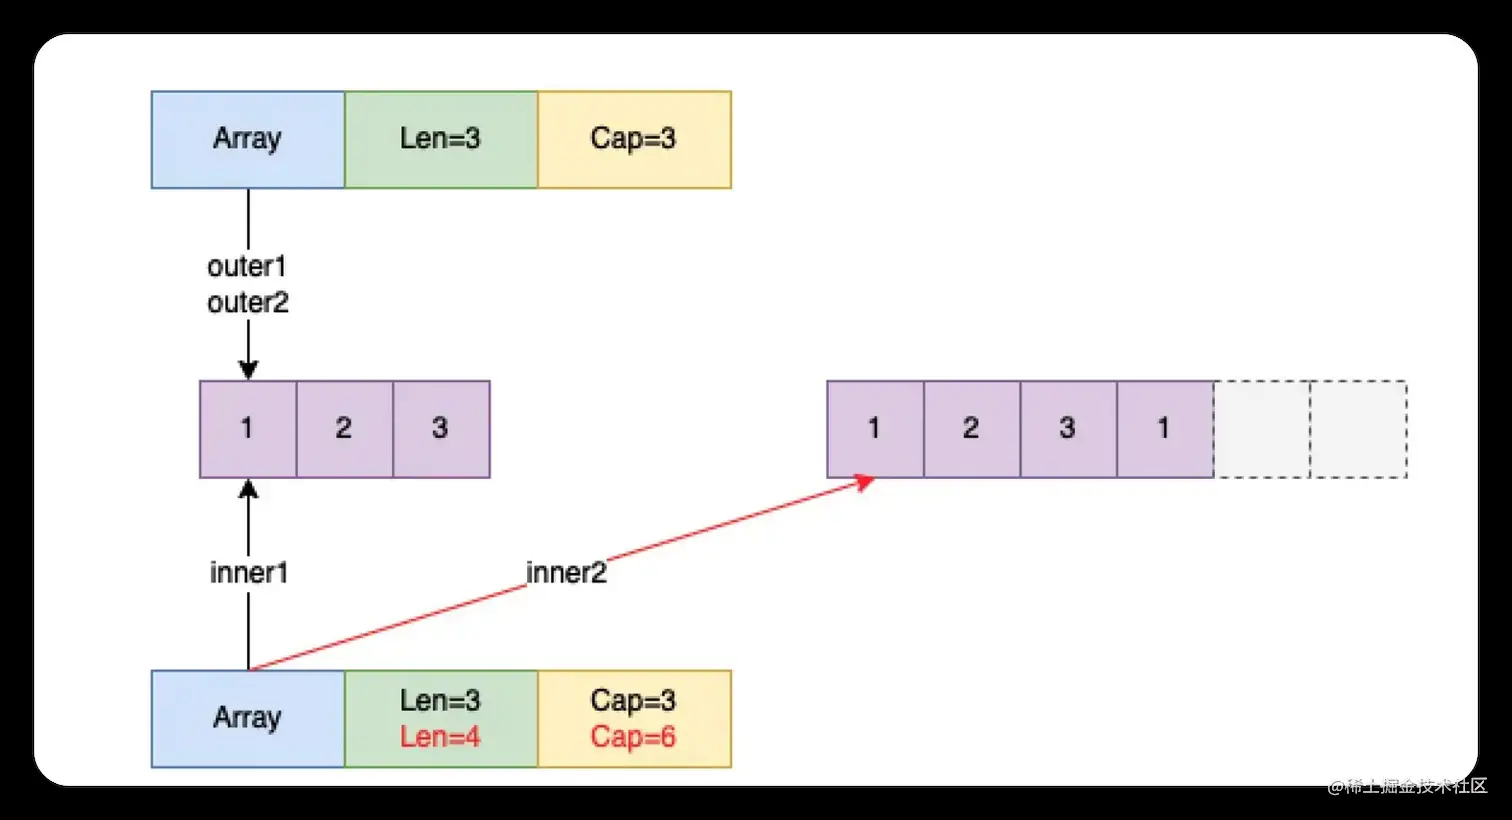 Array
Len=3
Cap=3
outer1
outer2
1
2
3
1
2
3
1
inner1
inner2
Array
Len=3
Len=4
Cap=3
Cap=6
@稀土掘金技术社区